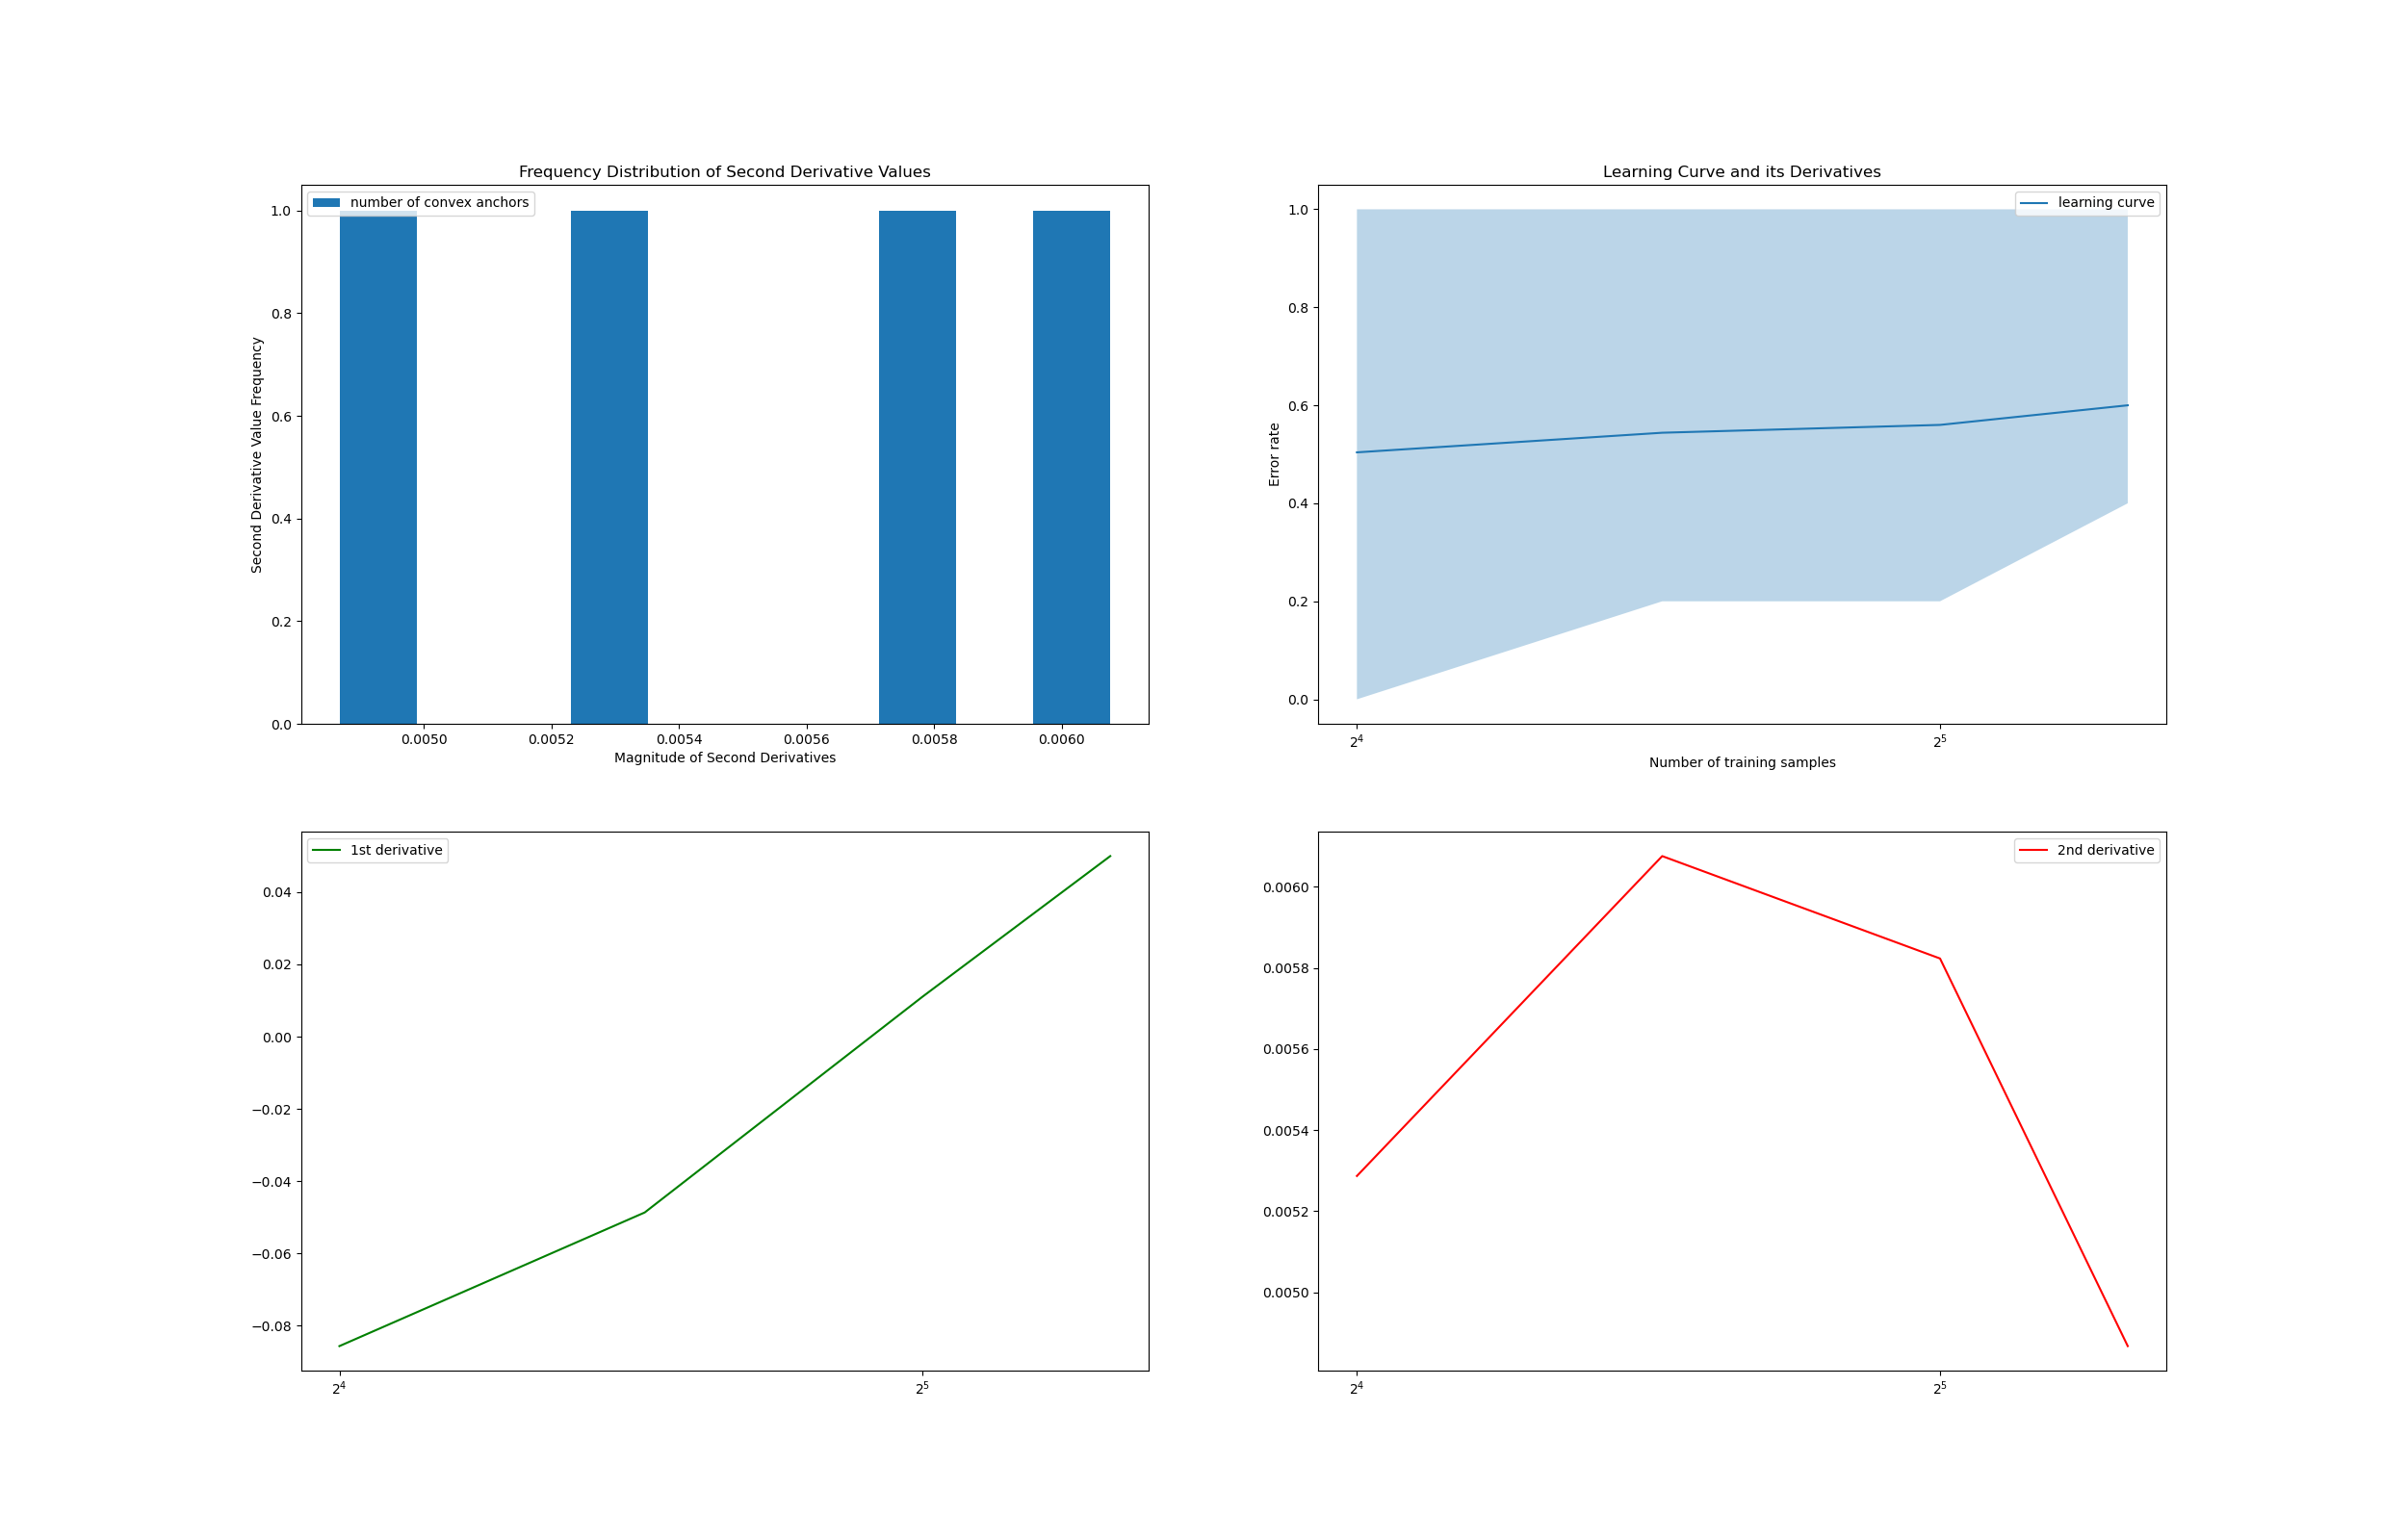 Frequency Distribution of Second Derivative Values
number of convex anchors
1.0
0.8
0.6
0.4
0.2
0.0
Second Derivative Value Frequency
0.0050 0.0052 0.0054 0.0056 0.0058 0.0060
Magnitude of Second Derivatives
Learning Curve and its Derivatives
learning curve
1.0
0.8
0.6
0.4
0.2
0.0
Error rate
2⁴ 2⁵
Number of training samples
1st derivative
0.04
0.02
0.00
−0.02
−0.04
−0.06
−0.08
2⁴ 2⁵
2nd derivative
0.0060
0.0058
0.0056
0.0054
0.0052
0.0050
2⁴ 2⁵